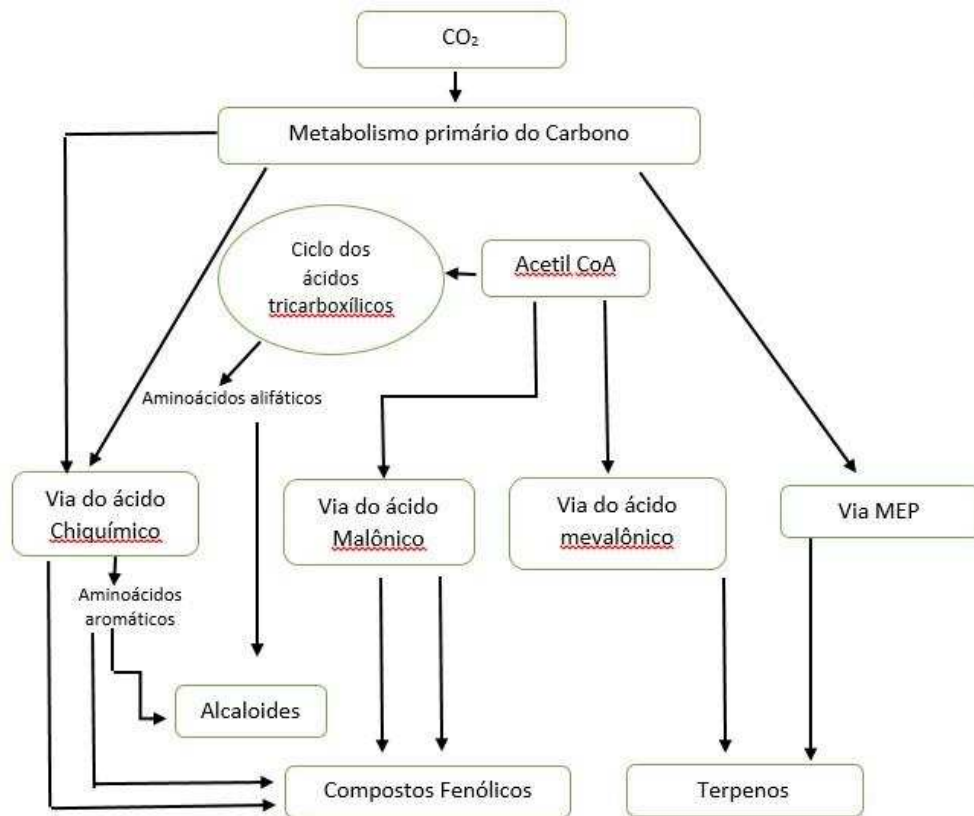 CO₂
Metabolismo primário do Carbono
Ciclo dos
ácidos
tricarboxílicos
Acetil CoA
Aminoácidos alifáticos
Via do ácido
Chiquímico
Via do ácido
Malônico
Via do ácido
mevalônico
Via MEP
Aminoácidos
aromáticos
Alcaloides
Compostos Fenólicos
Terpenos